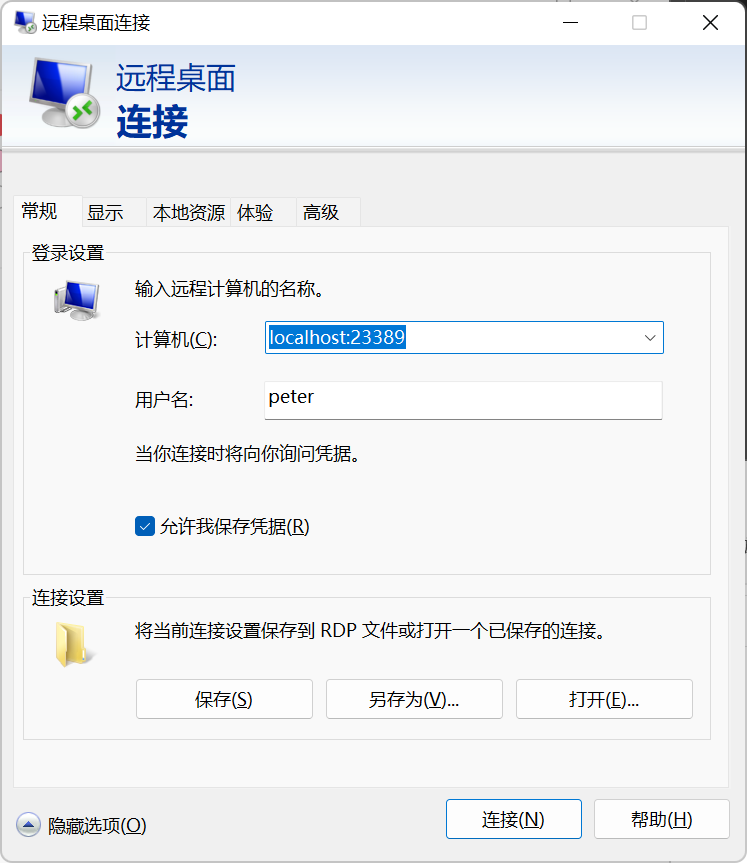 远程桌面连接
远程桌面
连接
常规 显示 本地资源 体验 高级
登录设置
输入远程计算机的名称。
计算机(C): localhost:23389
用户名: peter
当你连接时将向你询问凭据。
允许我保存凭据(R)
连接设置
将当前连接设置保存到 RDP 文件或打开一个已保存的连接。
保存(S) 另存为(V)... 打开(E)...
隐藏选项(O) 连接(N) 帮助(H)